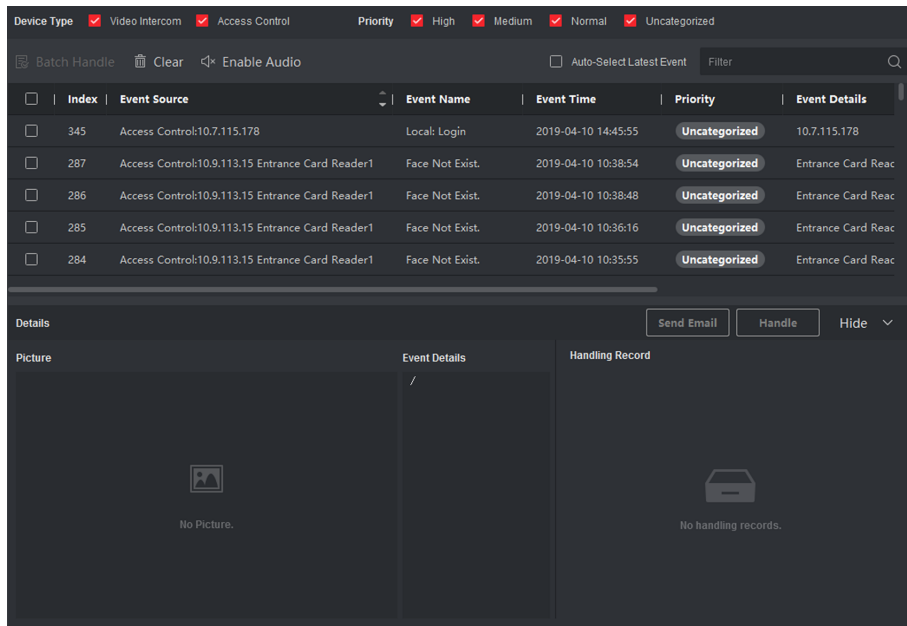 Device Type Video Intercom Access Control Priority High Medium Normal Uncategorized
Batch Handle Clear Enable Audio Auto-Select Latest Event Filter
Index Event Source Event Name Event Time Priority Event Details
345 Access Control:10.7.115.178 Local: Login 2019-04-10 14:45:55 Uncategorized 10.7.115.178
287 Access Control:10.9.113.15 Entrance Card Reader1 Face Not Exist. 2019-04-10 10:38:54 Uncategorized Entrance Card Reac
286 Access Control:10.9.113.15 Entrance Card Reader1 Face Not Exist. 2019-04-10 10:38:48 Uncategorized Entrance Card Reac
285 Access Control:10.9.113.15 Entrance Card Reader1 Face Not Exist. 2019-04-10 10:36:16 Uncategorized Entrance Card Reac
284 Access Control:10.9.113.15 Entrance Card Reader1 Face Not Exist. 2019-04-10 10:35:55 Uncategorized Entrance Card Reac
Details Send Email Handle Hide
Picture Event Details Handling Record
/
No Picture. No handling records.